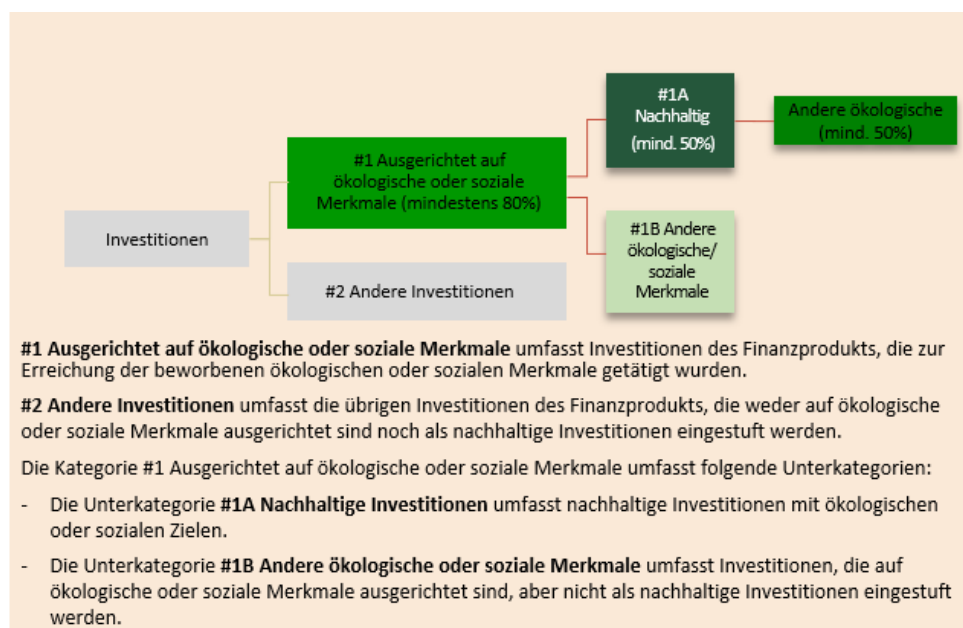 #1A
Nachhaltig
(mind. 50%)
Andere ökologische
(mind. 50%)
#1 Ausgerichtet auf
ökologische oder soziale
Merkmale (mindestens 80%)
Investitionen
#1B Andere
ökologische/
soziale
Merkmale
#2 Andere Investitionen
#1 Ausgerichtet auf ökologische oder soziale Merkmale umfasst Investitionen des Finanzprodukts, die zur
Erreichung der beworbenen ökologischen oder sozialen Merkmale getätigt wurden.
#2 Andere Investitionen umfasst die übrigen Investitionen des Finanzprodukts, die weder auf ökologische
oder soziale Merkmale ausgerichtet sind noch als nachhaltige Investitionen eingestuft werden.
Die Kategorie #1 Ausgerichtet auf ökologische oder soziale Merkmale umfasst folgende Unterkategorien:
- Die Unterkategorie #1A Nachhaltige Investitionen umfasst nachhaltige Investitionen mit ökologischen
oder sozialen Zielen.
- Die Unterkategorie #1B Andere ökologische oder soziale Merkmale umfasst Investitionen, die auf
ökologische oder soziale Merkmale ausgerichtet sind, aber nicht als nachhaltige Investitionen eingestuft
werden.